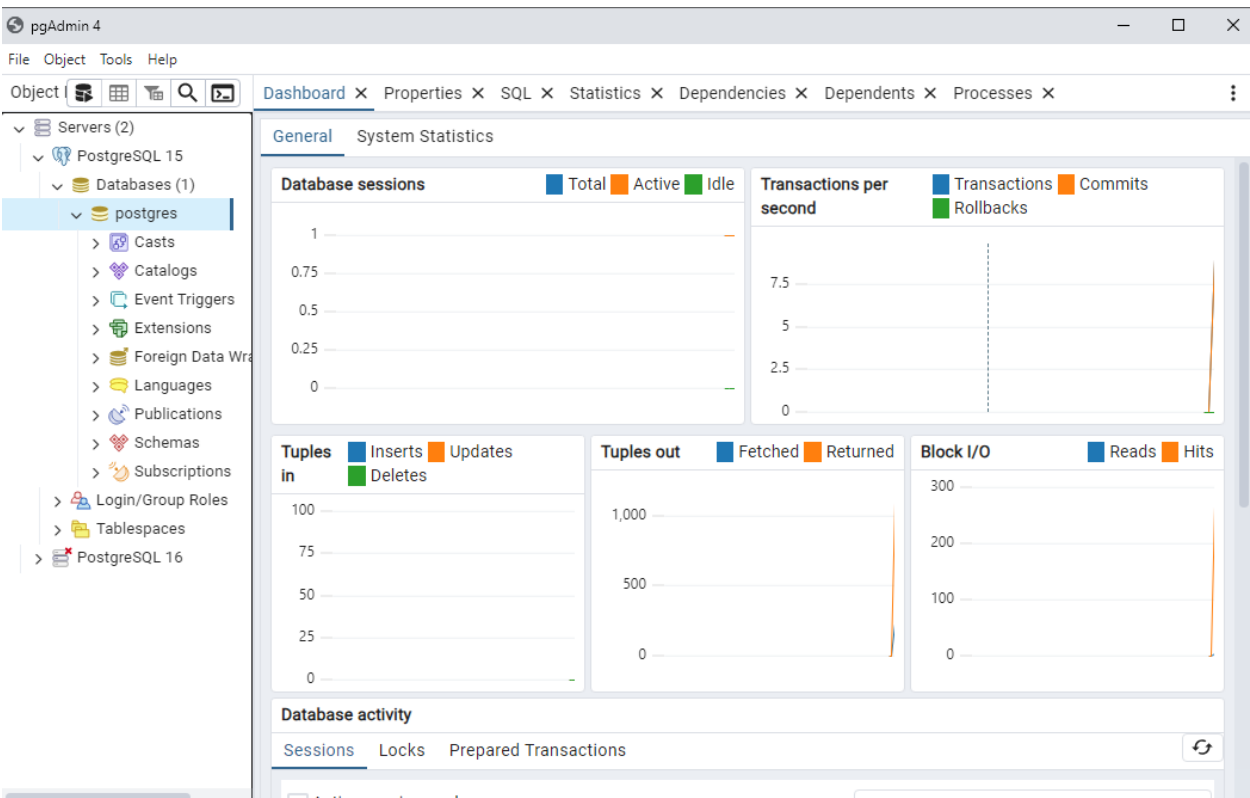 pgAdmin 4
File Object Tools Help
Object
Dashboard Properties SQL Statistics Dependencies Dependents Processes
Servers (2)
PostgreSQL 15
Databases (1)
postgres
Casts
Catalogs
Event Triggers
Extensions
Foreign Data Wra
Languages
Publications
Schemas
Subscriptions
Login/Group Roles
Tablespaces
PostgreSQL 16
General System Statistics
Database sessions Total Active Idle
1
0.75
0.5
0.25
0
Transactions per second
Transactions Commits
Rollbacks
7.5
5
2.5
0
Tuples in
Inserts Updates
Deletes
100
75
50
25
0
Tuples out Fetched Returned
1,000
500
0
Block I/O Reads Hits
300
200
100
0
Database activity
Sessions Locks Prepared Transactions